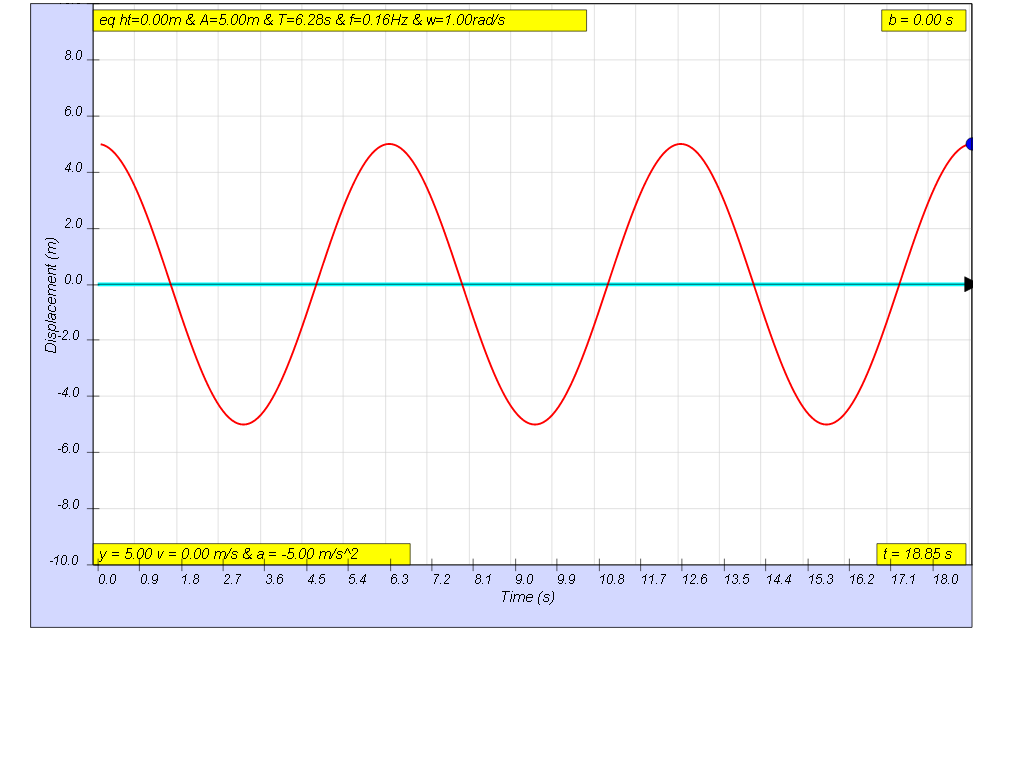 eq ht=0.00m & A=5.00m & T=6.28s & f=0.16Hz & w=1.00rad/s
b = 0.00 s
8.0
6.0
4.0
2.0
0.0
-2.0
-4.0
-6.0
-8.0
-10.0
Displacement (m)
y = 5.00 v = 0.00 m/s & a = -5.00 m/s^2
t = 18.85 s
0.0 0.9 1.8 2.7 3.6 4.5 5.4 6.3 7.2 8.1 9.0 9.9 10.8 11.7 12.6 13.5 14.4 15.3 16.2 17.1 18.0
Time (s)